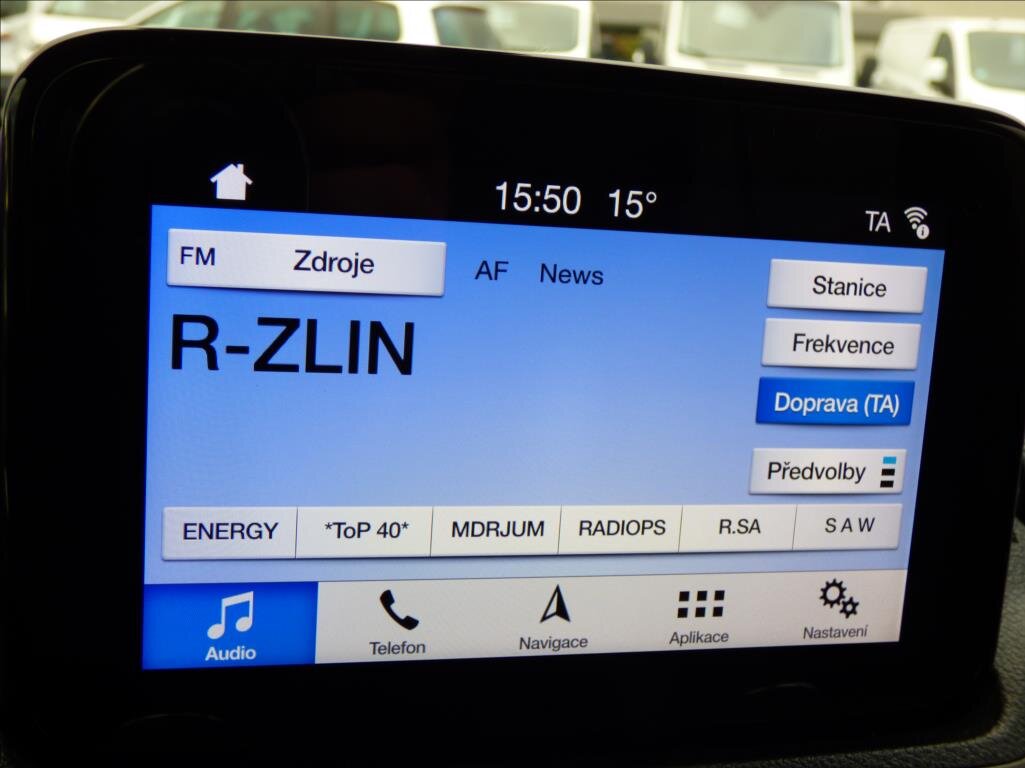 15:50 15°
TA
FM Zdroje
AF News
Stanice
R-ZLIN
Frekvence
Doprava (TA)
Předvolby
ENERGY *ToP 40* MDRJUM RADIOPS R.SA S A W
Audio Telefon Navigace Aplikace Nastavení